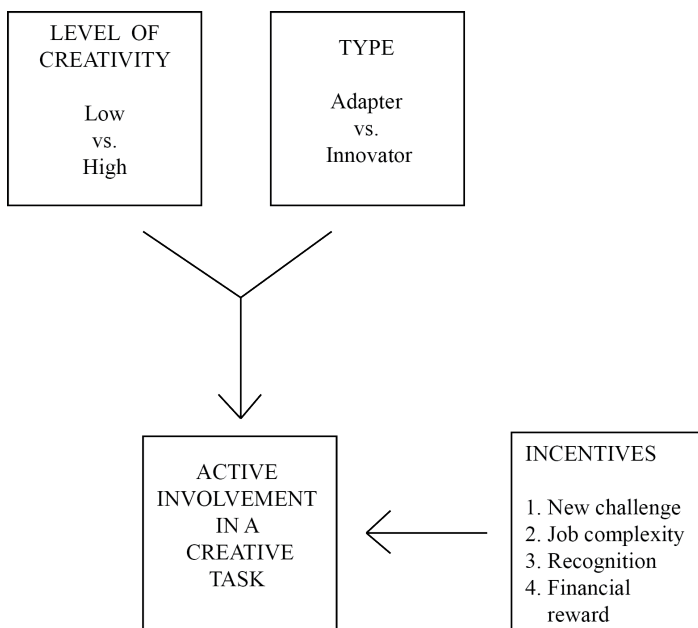 LEVEL OF
CREATIVITY
Low
vs.
High
TYPE
Adapter
vs.
Innovator
ACTIVE
INVOLVEMENT
IN A
CREATIVE
TASK
INCENTIVES
1. New challenge
2. Job complexity
3. Recognition
4. Financial
reward